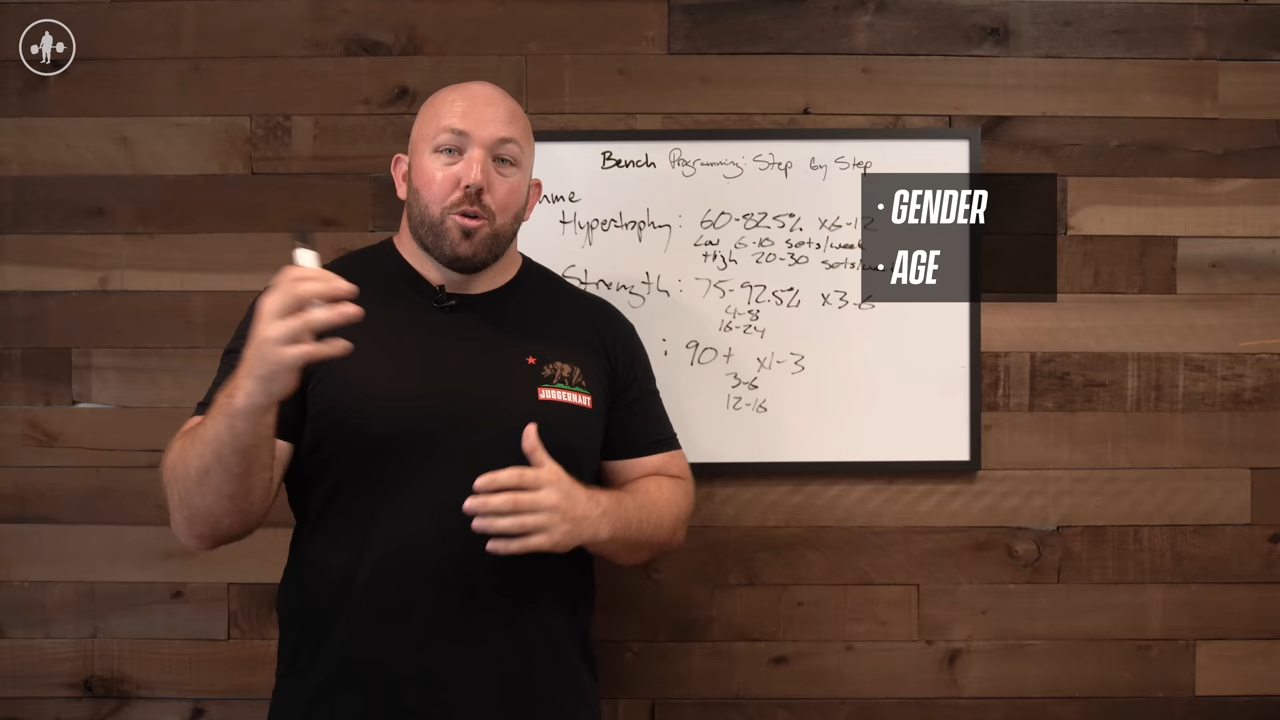 Bench Programming: Step by Step
Hypertrophy: 60-82.5% x6-12
Low 6-10 sets/week
High 20-30 sets/
Strength: 75-92.5% x3-6
4-8
16-24
: 90+ x1-3
3-6
12-16
• GENDER
• AGE
JUGGERNAUT